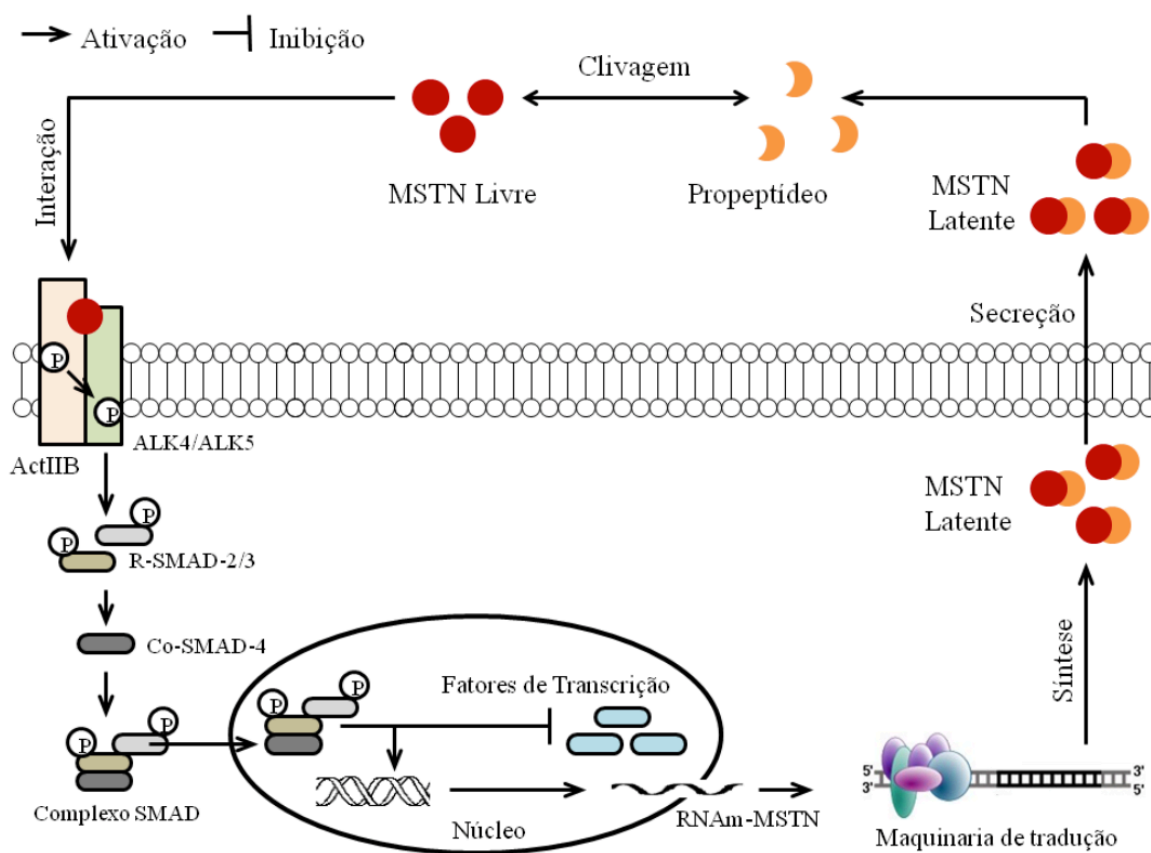 Ativação
Inibição
Clivagem
Interação
MSTN Livre
Propeptídeo
MSTN
Latente
Secreção
P
P
ALK4/ALK5
ActIIB
MSTN
Latente
P
P
R-SMAD-2/3
Co-SMAD-4
Síntese
P
P
Fatores de Transcrição
P
P
Complexo SMAD
Núcleo
RNAm-MSTN
5'
3'
3'
5'
Maquinaria de tradução